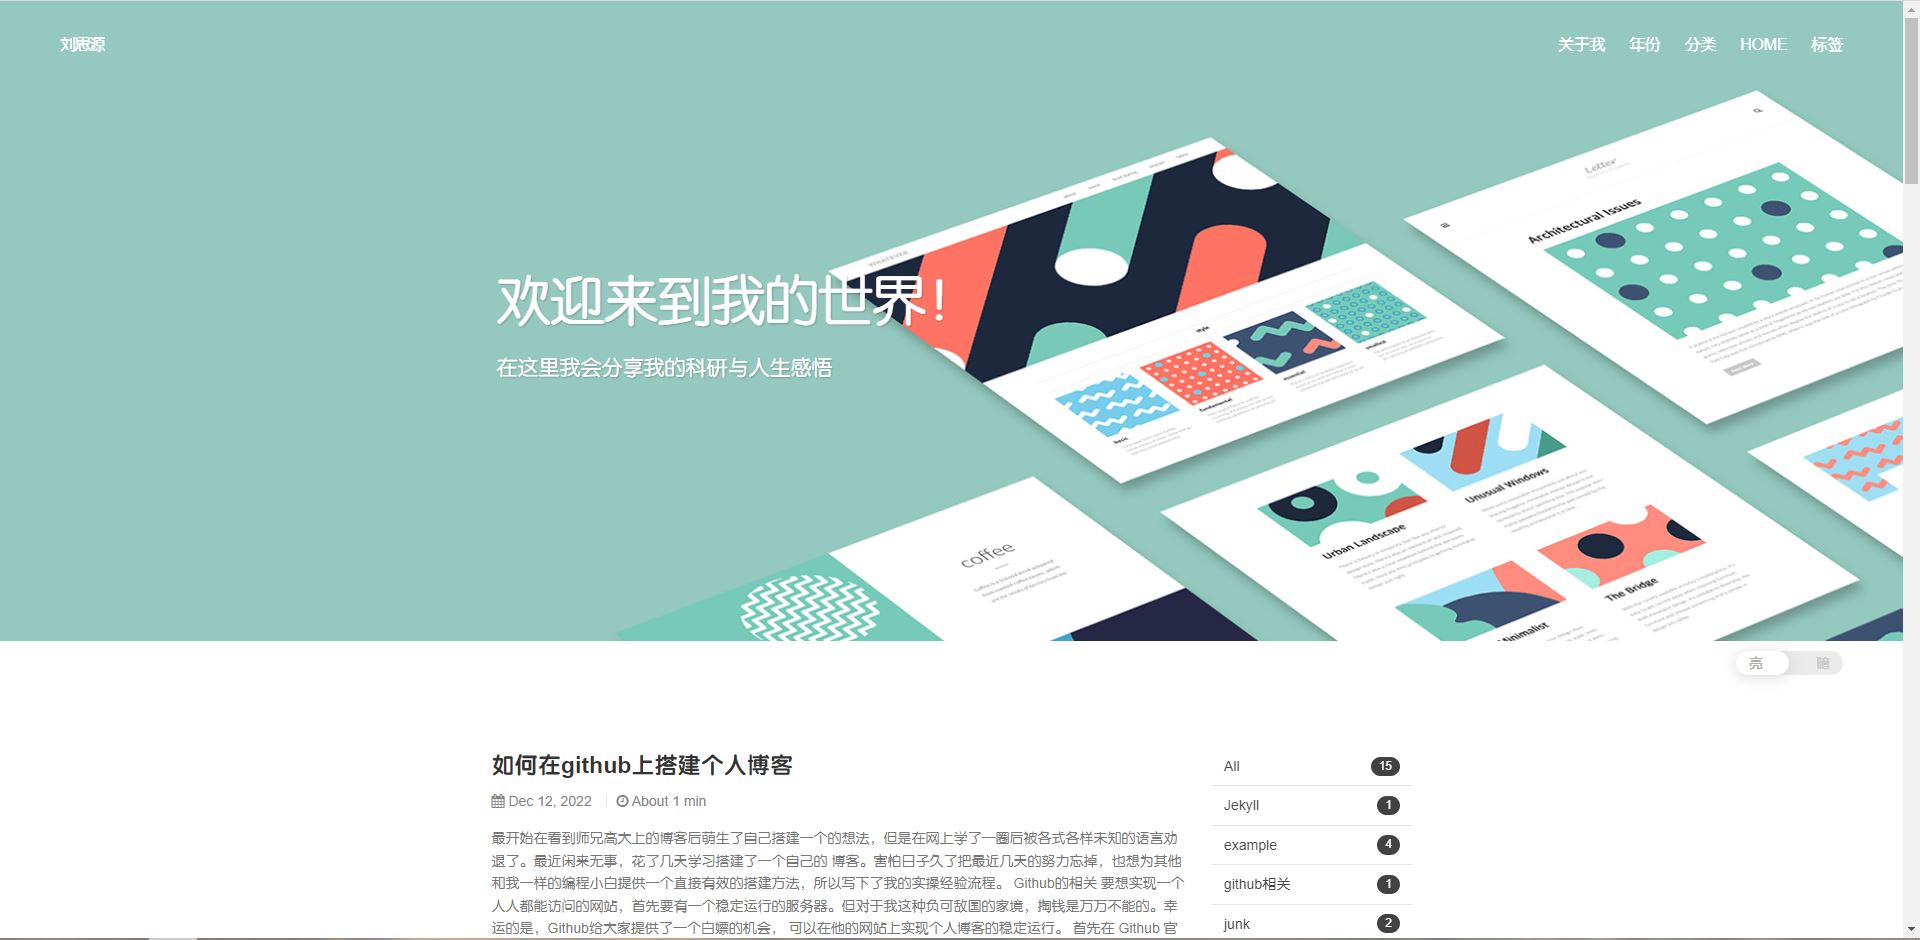 刘思源
关于我 年份 分类 HOME 标签
欢迎来到我的世界!
在这里我会分享我的科研与人生感悟
WHATEVER
style
basic
fundamental
essential
smallest
Letter
Architectural Issues
coffee
Urban Landscape
Unusual Windows
Minimalist
The Bridge
亮 暗
如何在github上搭建个人博客
Dec 12, 2022 About 1 min
最开始在看到师兄高大上的博客后萌生了自己搭建一个的想法，但是在网上学了一圈后被各式各样未知的语言劝
退了。最近闲来无事，花了几天学习搭建了一个自己的 博客。害怕日子久了把最近几天的努力忘掉，也想为其他
和我一样的编程小白提供一个直接有效的搭建方法，所以写下了我的实操经验流程。 Github的相关 要想实现一个
人人都能访问的网站，首先要有一个稳定运行的服务器。但对于我这种负可敌国的家境，掏钱是万万不能的。幸
运的是，Github给大家提供了一个白嫖的机会， 可以在他的网站上实现个人博客的稳定运行。 首先在 Github 官
All 15
Jekyll 1
example 4
github相关 1
junk 2